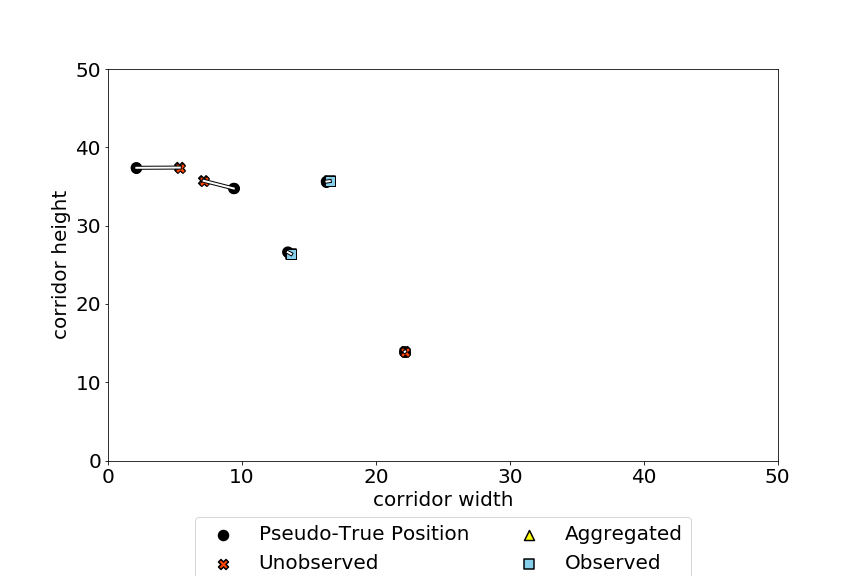 50
40
30
20
10
0
corridor height
0 10 20 30 40 50
corridor width
Pseudo-True Position Aggregated
Unobserved Observed